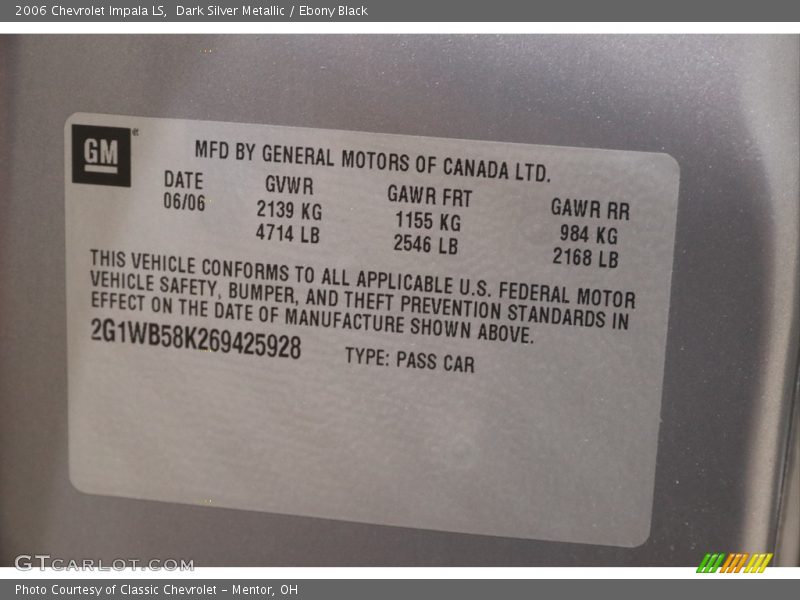 2006 Chevrolet Impala LS, Dark Silver Metallic / Ebony Black
GM
MFD BY GENERAL MOTORS OF CANADA LTD.
DATE GVWR GAWR FRT GAWR RR
06/06 2139 KG 1155 KG 984 KG
4714 LB 2546 LB 2168 LB
THIS VEHICLE CONFORMS TO ALL APPLICABLE U.S. FEDERAL MOTOR
VEHICLE SAFETY, BUMPER, AND THEFT PREVENTION STANDARDS IN
EFFECT ON THE DATE OF MANUFACTURE SHOWN ABOVE.
2G1WB58K269425928 TYPE: PASS CAR
GTCARLOT.COM
Photo Courtesy of Classic Chevrolet - Mentor, OH